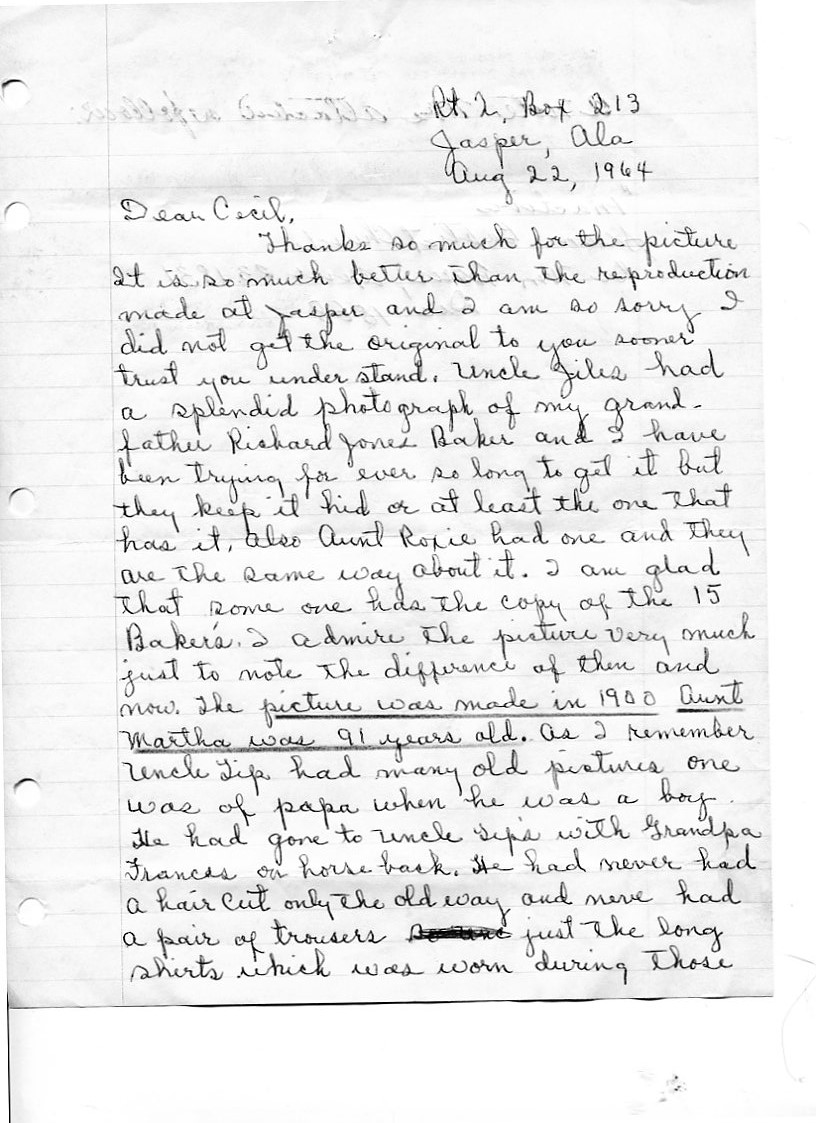 Rt. 2, Box 213
Jasper, Ala
Aug 22, 1964
Dear Cecil,
Thanks so much for the picture
It is so much better than the reproduction
made at Jasper and I am so sorry I
did not get the original to you sooner
trust you under stand. Uncle Giles had
a splendid photograph of my grand-
father Richard Jones Baker and I have
been trying for ever so long to get it but
they keep it hid or at least the one that
has it, also Aunt Roxie had one and they
are the same way about it. I am glad
that some one has the copy of the 15
Baker's. I admire the picture very much
just to note the difference of then and
now. The picture was made in 1900 Aunt
Martha was 91 years old. As I remember
Uncle Tip had many old pictures one
was of papa when he was a boy.
He had gone to Uncle Tip's with Grandpa
Frances on horse back. He had never had
a hair cut only the old way and neve had
a pair of trousers just the long
shirts which was worn during those